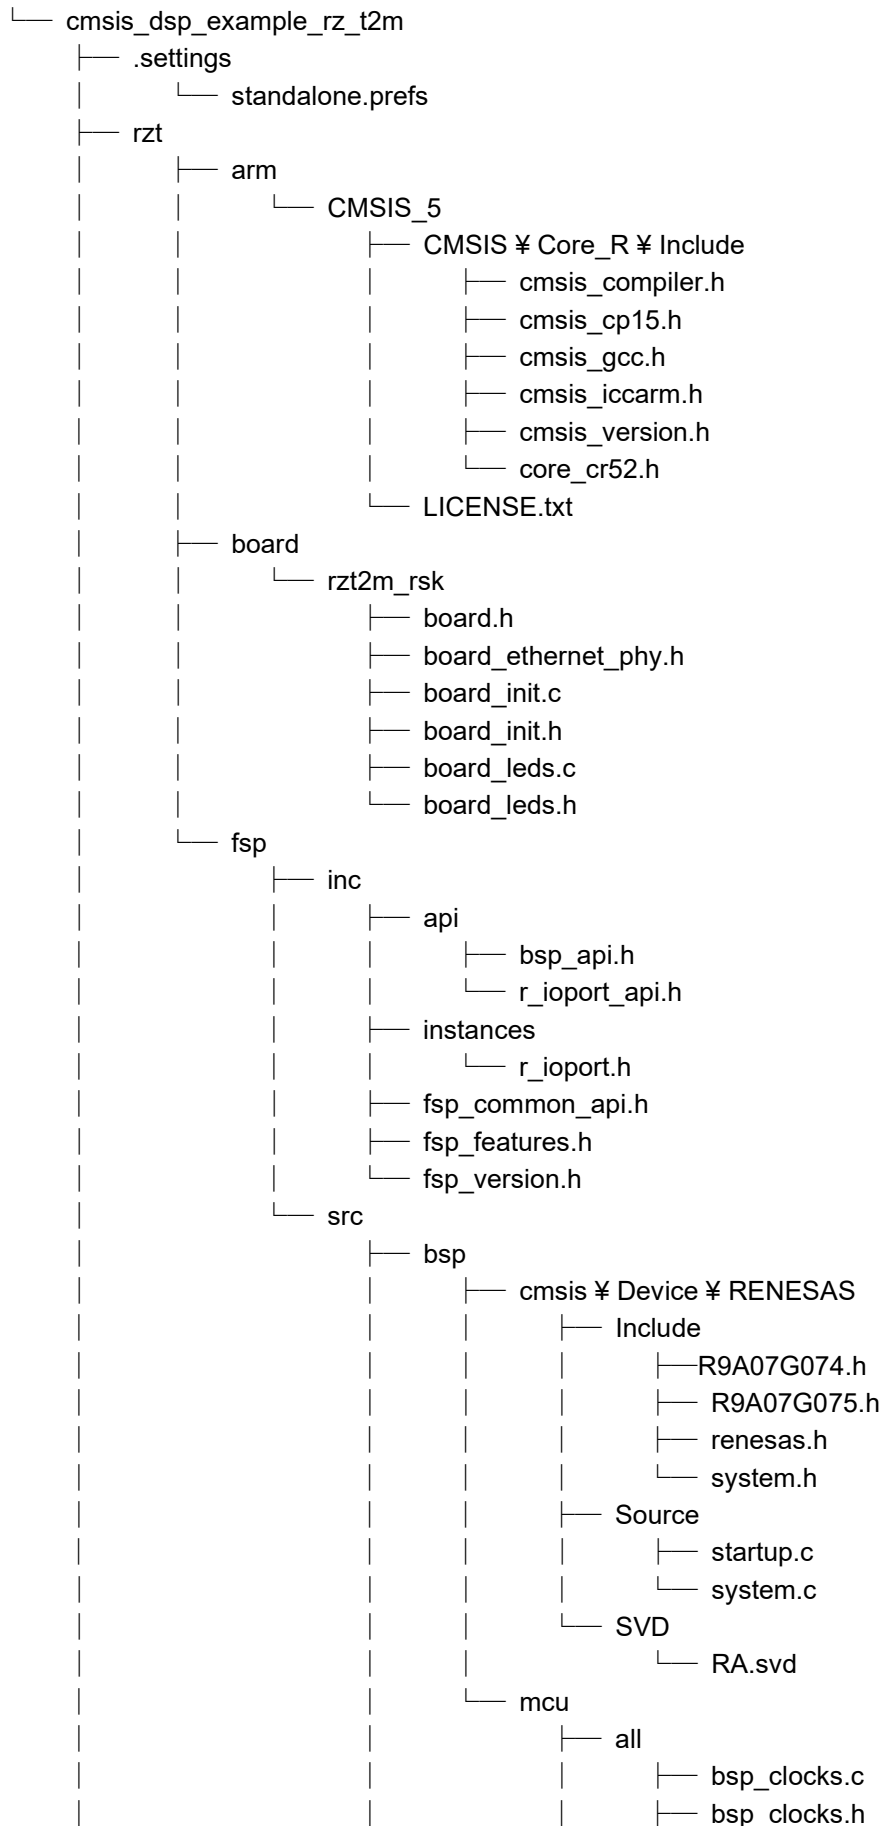 cmsis_dsp_example_rz_t2m
.settings
standalone.prefs
rzt
arm
CMSIS_5
CMSIS ¥ Core_R ¥ Include
cmsis_compiler.h
cmsis_cp15.h
cmsis_gcc.h
cmsis_iccarm.h
cmsis_version.h
core_cr52.h
LICENSE.txt
board
rzt2m_rsk
board.h
board_ethernet_phy.h
board_init.c
board_init.h
board_leds.c
board_leds.h
fsp
inc
api
bsp_api.h
r_ioport_api.h
instances
r_ioport.h
fsp_common_api.h
fsp_features.h
fsp_version.h
src
bsp
cmsis ¥ Device ¥ RENESAS
Include
R9A07G074.h
R9A07G075.h
renesas.h
system.h
Source
startup.c
system.c
SVD
RA.svd
mcu
all
bsp_clocks.c
bsp_clocks.h